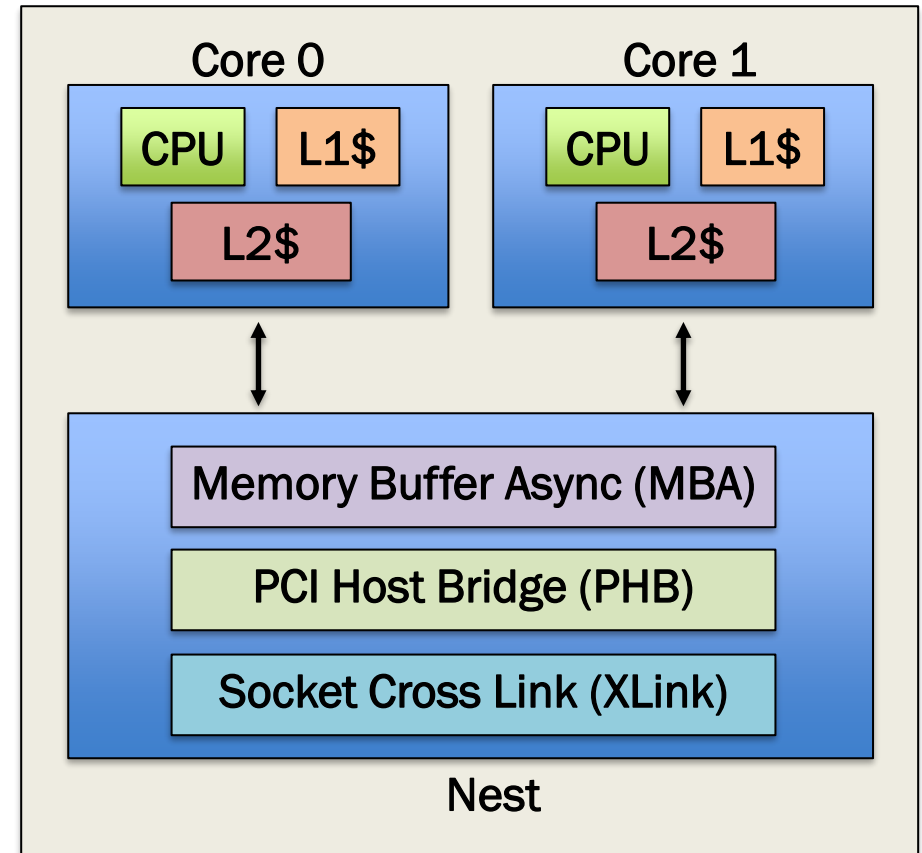 Core 0
Core 1
CPU
L1$
CPU
L1$
L2$
L2$
Memory Buffer Async (MBA)
PCI Host Bridge (PHB)
Socket Cross Link (XLink)
Nest